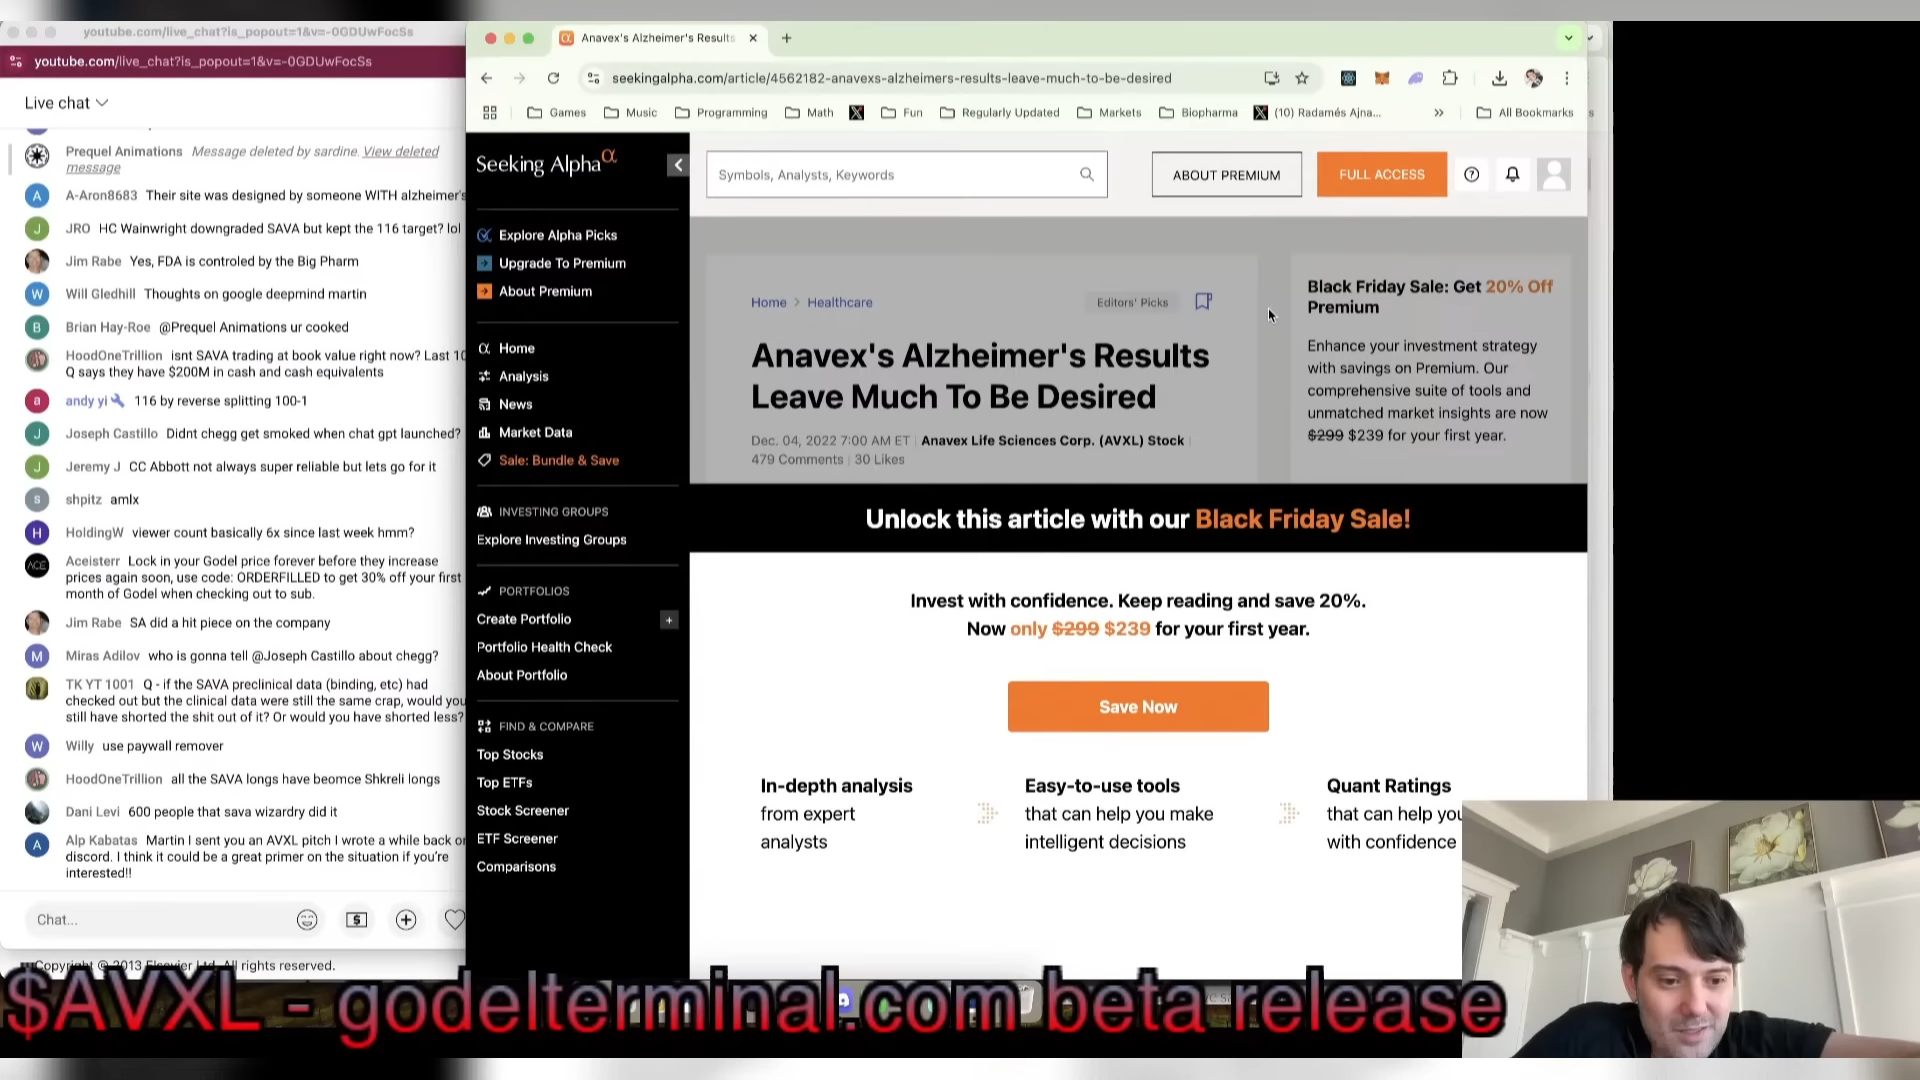 youtube.com/live_chat?is_popout=1&v=-0GDUwFocSs
youtube.com/live_chat?is_popout=1&v=-0GDUwFocSs
Live chat
Prequel Animations Message deleted by sardine. View deleted
message
A-Aron8683 Their site was designed by someone WITH alzheimer's
JRO HC Wainwright downgraded SAVA but kept the 116 target? lol
Jim Rabe Yes, FDA is controled by the Big Pharm
Will Gledhill Thoughts on google deepmind martin
Brian Hay-Roe @Prequel Animations ur cooked
HoodOneTrillion isnt SAVA trading at book value right now? Last 10
Q says they have $200M in cash and cash equivalents
andy yi 116 by reverse splitting 100-1
Joseph Castillo Didnt chegg get smoked when chat gpt launched?
Jeremy J CC Abbott not always super reliable but lets go for it
shpitz amlx
HoldingW viewer count basically 6x since last week hmm?
Aceisterr Lock in your Godel price forever before they increase
prices again soon, use code: ORDERFILLED to get 30% off your first
month of Godel when checking out to sub.
Jim Rabe SA did a hit piece on the company
Miras Adilov who is gonna tell @Joseph Castillo about chegg?
TK YT 1001 Q - if the SAVA preclinical data (binding, etc) had
checked out but the clinical data were still the same crap, would you
still have shorted the shit out of it? Or would you have shorted less?
Willy use paywall remover
HoodOneTrillion all the SAVA longs have beomce Shkreli longs
Dani Levi 600 people that sava wizardry did it
Alp Kabatas Martin I sent you an AVXL pitch I wrote a while back on
discord. I think it could be a great primer on the situation if you're
interested!!
Chat...
Copyright © 2013 Elsevier Ltd. All rights reserved.
Anavex's Alzheimer's Results
seekingalpha.com/article/4562182-anavexs-alzheimers-results-leave-much-to-be-desired
Games Music Programming Math Fun Regularly Updated Markets Biopharma (10) Radamés Ajna... All Bookmarks
Seeking Alpha α
Symbols, Analysts, Keywords
ABOUT PREMIUM
FULL ACCESS
Explore Alpha Picks
Upgrade To Premium
About Premium
Home
Analysis
News
Market Data
Sale: Bundle & Save
INVESTING GROUPS
Explore Investing Groups
PORTFOLIOS
Create Portfolio
Portfolio Health Check
About Portfolio
FIND & COMPARE
Top Stocks
Top ETFs
Stock Screener
ETF Screener
Comparisons
Home > Healthcare
Editors' Picks
Anavex's Alzheimer's Results
Leave Much To Be Desired
Dec. 04, 2022 7:00 AM ET | Anavex Life Sciences Corp. (AVXL) Stock |
479 Comments | 30 Likes
Black Friday Sale: Get 20% Off
Premium
Enhance your investment strategy
with savings on Premium. Our
comprehensive suite of tools and
unmatched market insights are now
$299 $239 for your first year.
Unlock this article with our Black Friday Sale!
Invest with confidence. Keep reading and save 20%.
Now only $299 $239 for your first year.
Save Now
In-depth analysis
from expert
analysts
Easy-to-use tools
that can help you make
intelligent decisions
Quant Ratings
that can help you
with confidence
$AVXL - godelterminal.com beta release